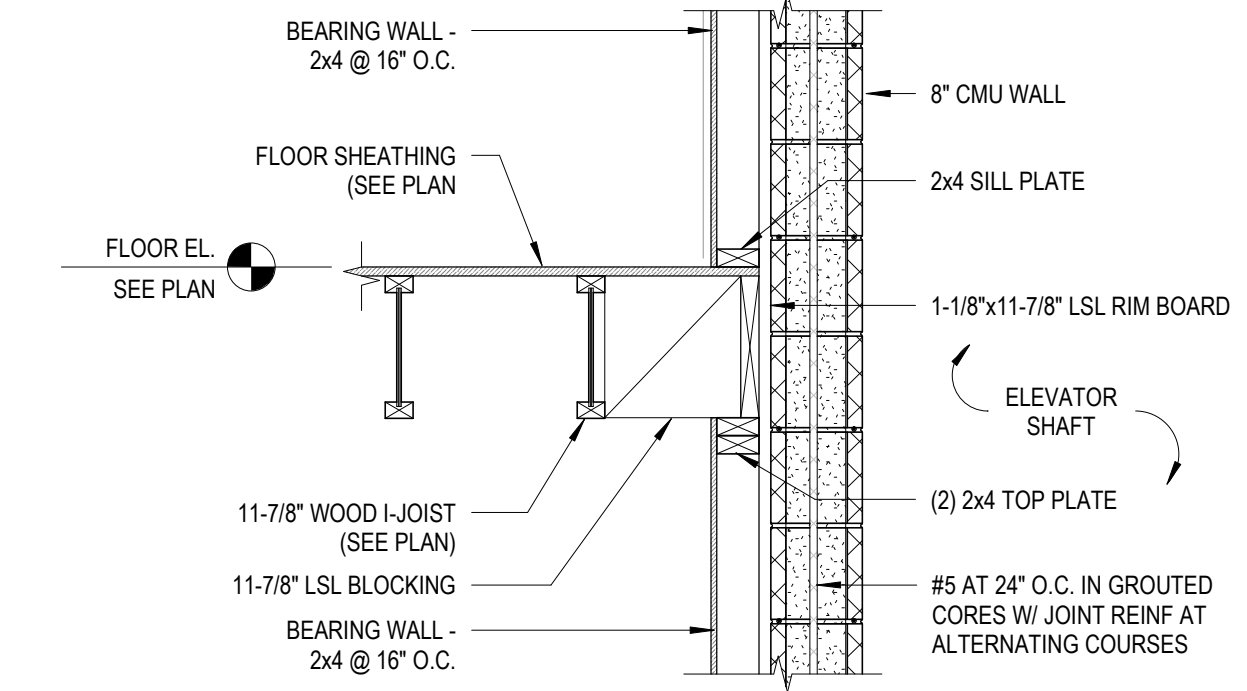 BEARING WALL -
2x4 @ 16" O.C.
FLOOR SHEATHING
(SEE PLAN
FLOOR EL.
SEE PLAN
11-7/8" WOOD I-JOIST
(SEE PLAN)
11-7/8" LSL BLOCKING
BEARING WALL -
2x4 @ 16" O.C.
8" CMU WALL
2x4 SILL PLATE
1-1/8"x11-7/8" LSL RIM BOARD
ELEVATOR
SHAFT
(2) 2x4 TOP PLATE
#5 AT 24" O.C. IN GROUTED
CORES W/ JOINT REINF AT
ALTERNATING COURSES